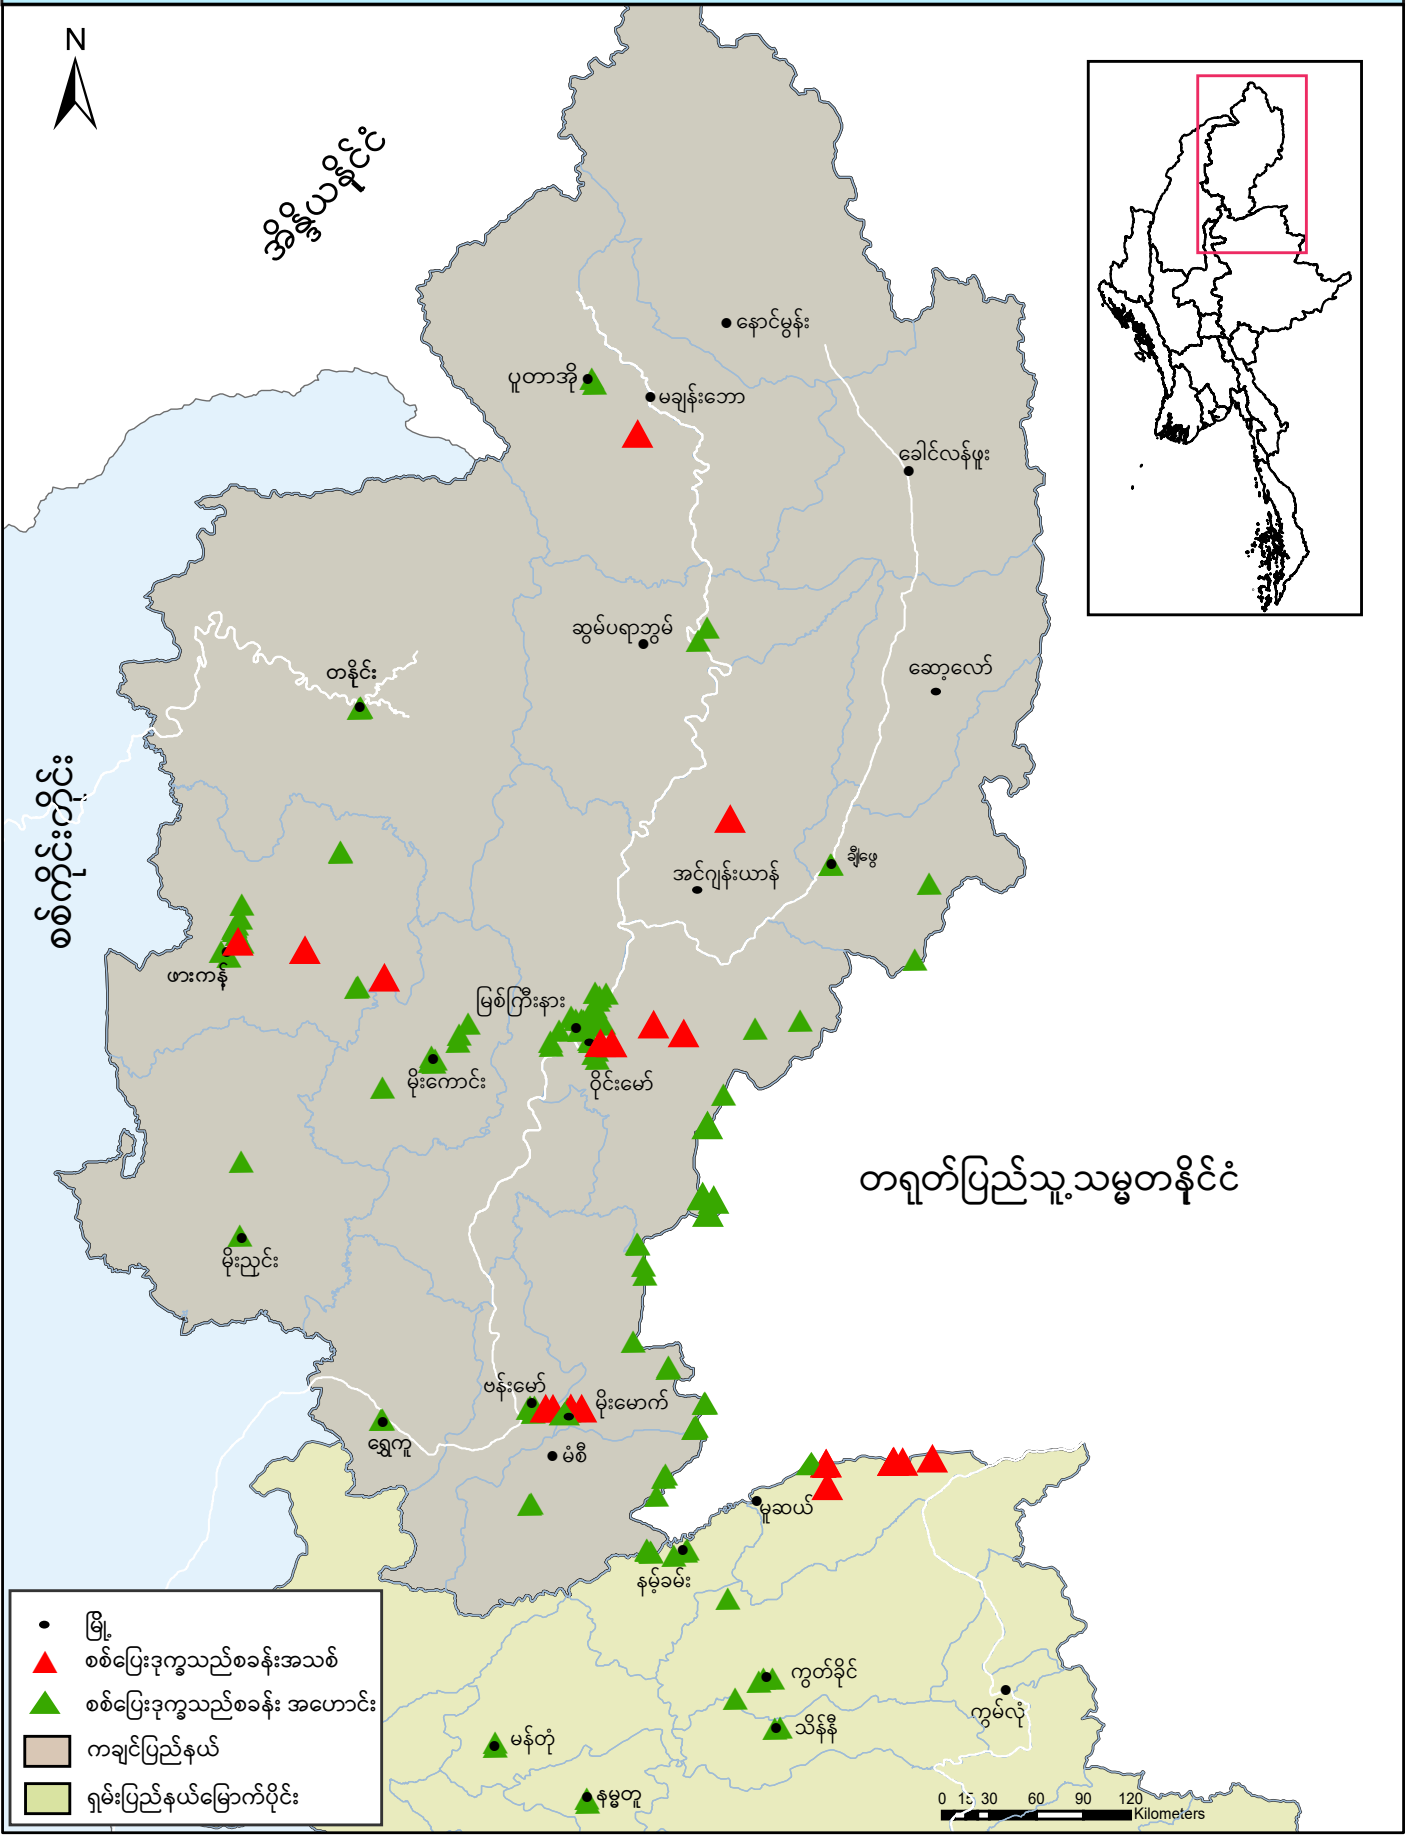 N
အိန္ဒိယနိုင်ငံ
နောင်မွန်း
ပူတာအို
မချမ်းဘော
ခေါင်လန်ဖူး
ဆွမ်ပရာဘွမ်
ဆော့လော်
တနိုင်း
စစ်ကိုင်းတိုင်း
ချီဖွေ
အင်ဂျန်းယာန်
ဖားကန့်
မြစ်ကြီးနား
မိုးကောင်း
ဝိုင်းမော်
တရုတ်ပြည်သူ့သမ္မတနိုင်ငံ
မိုးညှင်း
ဗန်းမော်
မိုးမောက်
ရွှေကူ
မံစီ
မူဆယ်
နမ့်ခမ်း
ကွတ်ခိုင်
ကွမ်လုံ
သိန်နီ
မန်တုံ
နမ္မတူ
မြို့
စစ်ပြေးဒုက္ခသည်စခန်းအသစ်
စစ်ပြေးဒုက္ခသည်စခန်း အဟောင်း
ကချင်ပြည်နယ်
ရှမ်းပြည်နယ်မြောက်ပိုင်း
0 15 30 60 90 120
Kilometers